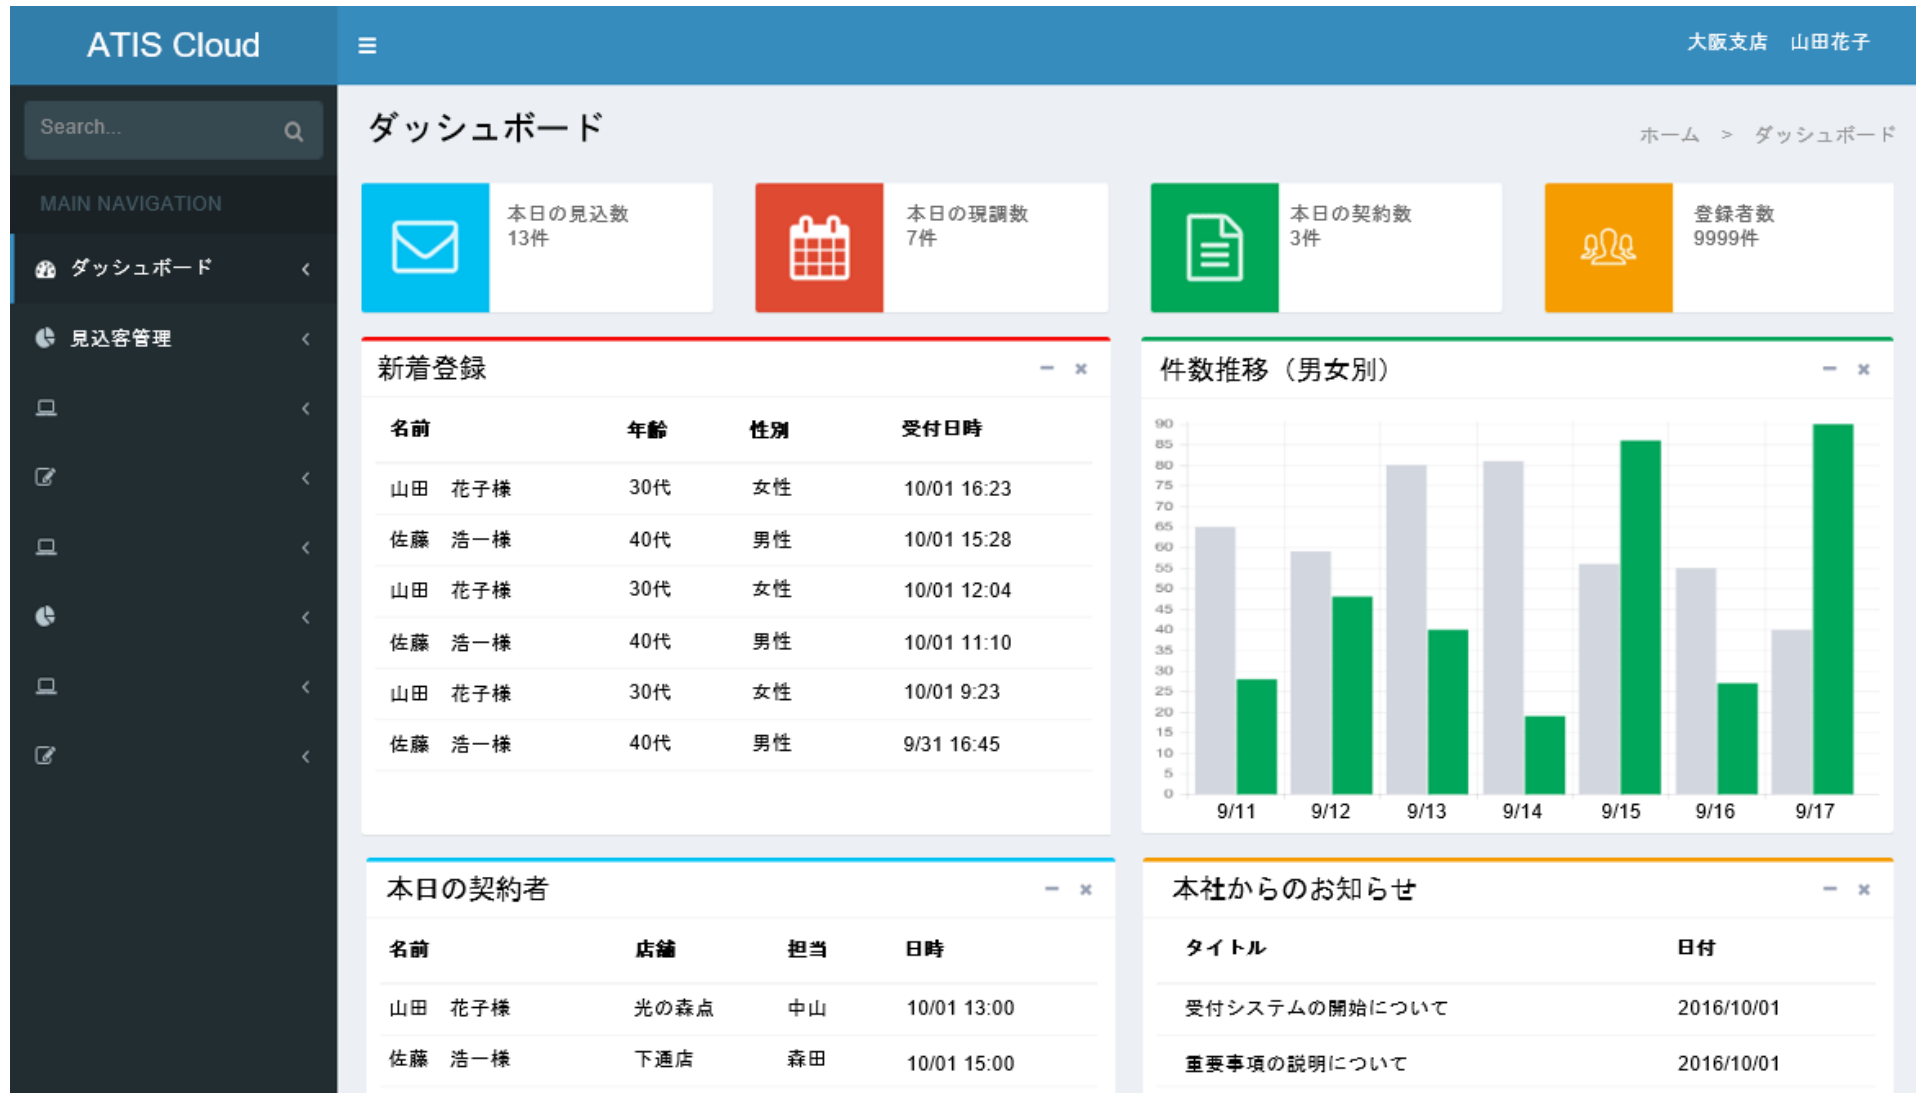 ATIS Cloud
大阪支店　山田花子
Search...
MAIN NAVIGATION
ダッシュボード
見込客管理
ダッシュボード
ホーム　>　ダッシュボード
本日の見込数
13件
本日の現調数
7件
本日の契約数
3件
登録者数
9999件
新着登録
名前　年齢　性別　受付日時
山田　花子様　30代　女性　10/01 16:23
佐藤　浩一様　40代　男性　10/01 15:28
山田　花子様　30代　女性　10/01 12:04
佐藤　浩一様　40代　男性　10/01 11:10
山田　花子様　30代　女性　10/01 9:23
佐藤　浩一様　40代　男性　9/31 16:45
件数推移（男女別）
90
85
80
75
70
65
60
55
50
45
40
35
30
25
20
15
10
5
0
9/11　9/12　9/13　9/14　9/15　9/16　9/17
本日の契約者
名前　店舗　担当　日時
山田　花子様　光の森点　中山　10/01 13:00
佐藤　浩一様　下通店　森田　10/01 15:00
本社からのお知らせ
タイトル　日付
受付システムの開始について　2016/10/01
重要事項の説明について　2016/10/01